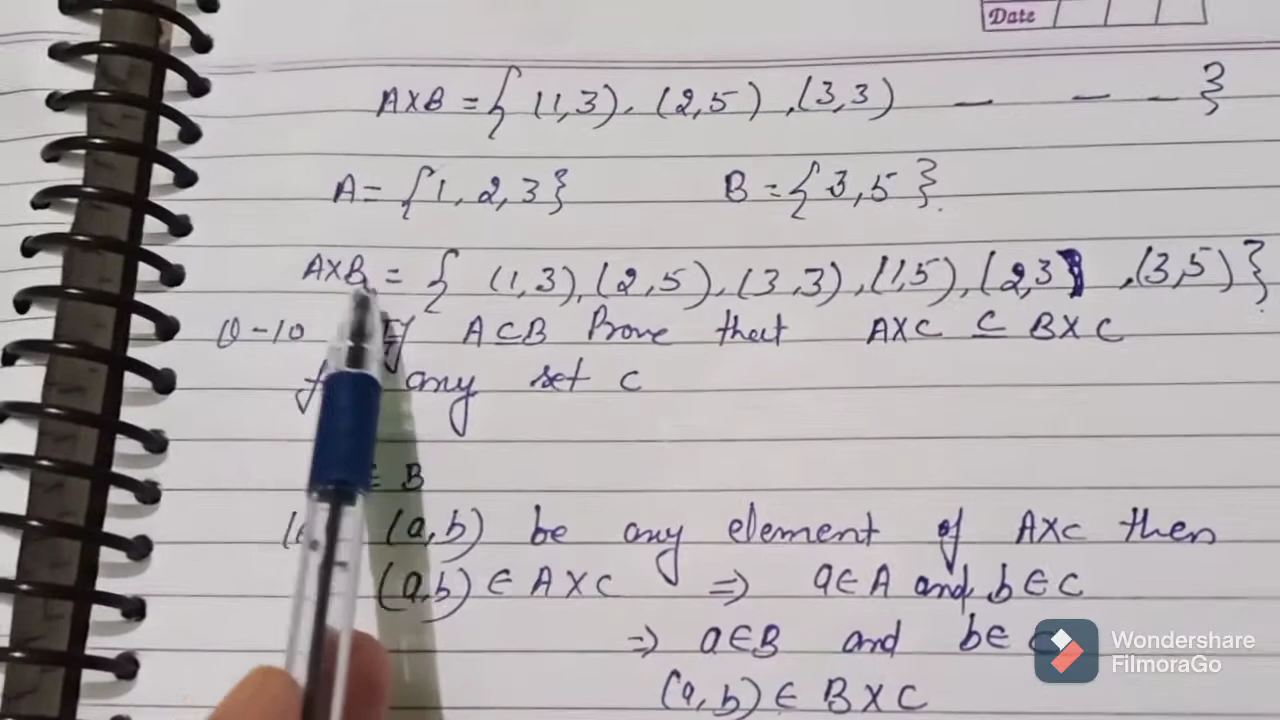 Date
A×B = { (1,3), (2,5), (3,3) — — — }
A = {1, 2, 3} B = {3, 5}.
A×B = { (1,3), (2,5), (3,3), (1,5), (2,3), (3,5) }
Q-10 If A⊆B Prove that A×C ⊆ B×C
any set C
B
(a,b) be any element of A×C then
(a,b) ∈ A×C ⇒ a∈A and b∈C
⇒ a∈B and b∈
(a,b) ∈ B×C
Wondershare
FilmoraGo